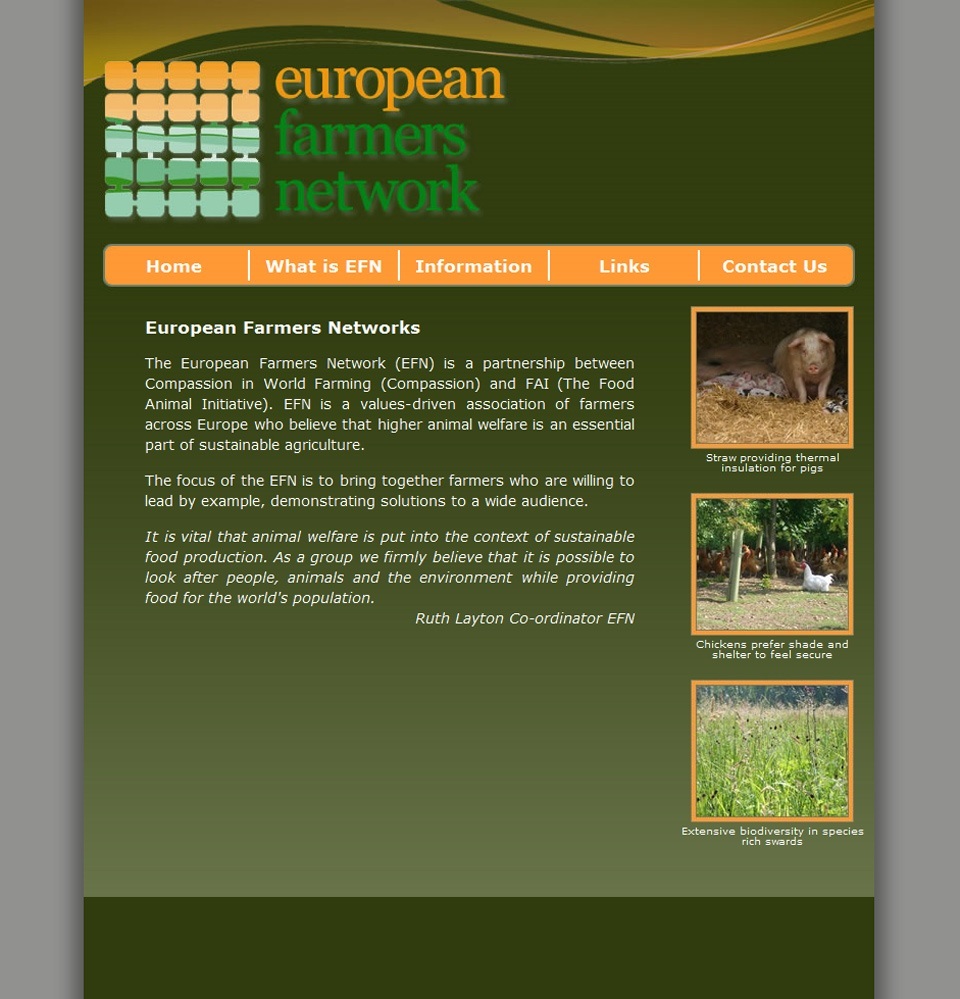 european
farmers
network
Home
What is EFN
Information
Links
Contact Us
European Farmers Networks
The European Farmers Network (EFN) is a partnership between
Compassion in World Farming (Compassion) and FAI (The Food
Animal Initiative). EFN is a values-driven association of farmers
across Europe who believe that higher animal welfare is an essential
part of sustainable agriculture.
The focus of the EFN is to bring together farmers who are willing to
lead by example, demonstrating solutions to a wide audience.
It is vital that animal welfare is put into the context of sustainable
food production. As a group we firmly believe that it is possible to
look after people, animals and the environment while providing
food for the world's population.
Ruth Layton Co-ordinator EFN
Straw providing thermal
insulation for pigs
Chickens prefer shade and
shelter to feel secure
Extensive biodiversity in species
rich swards